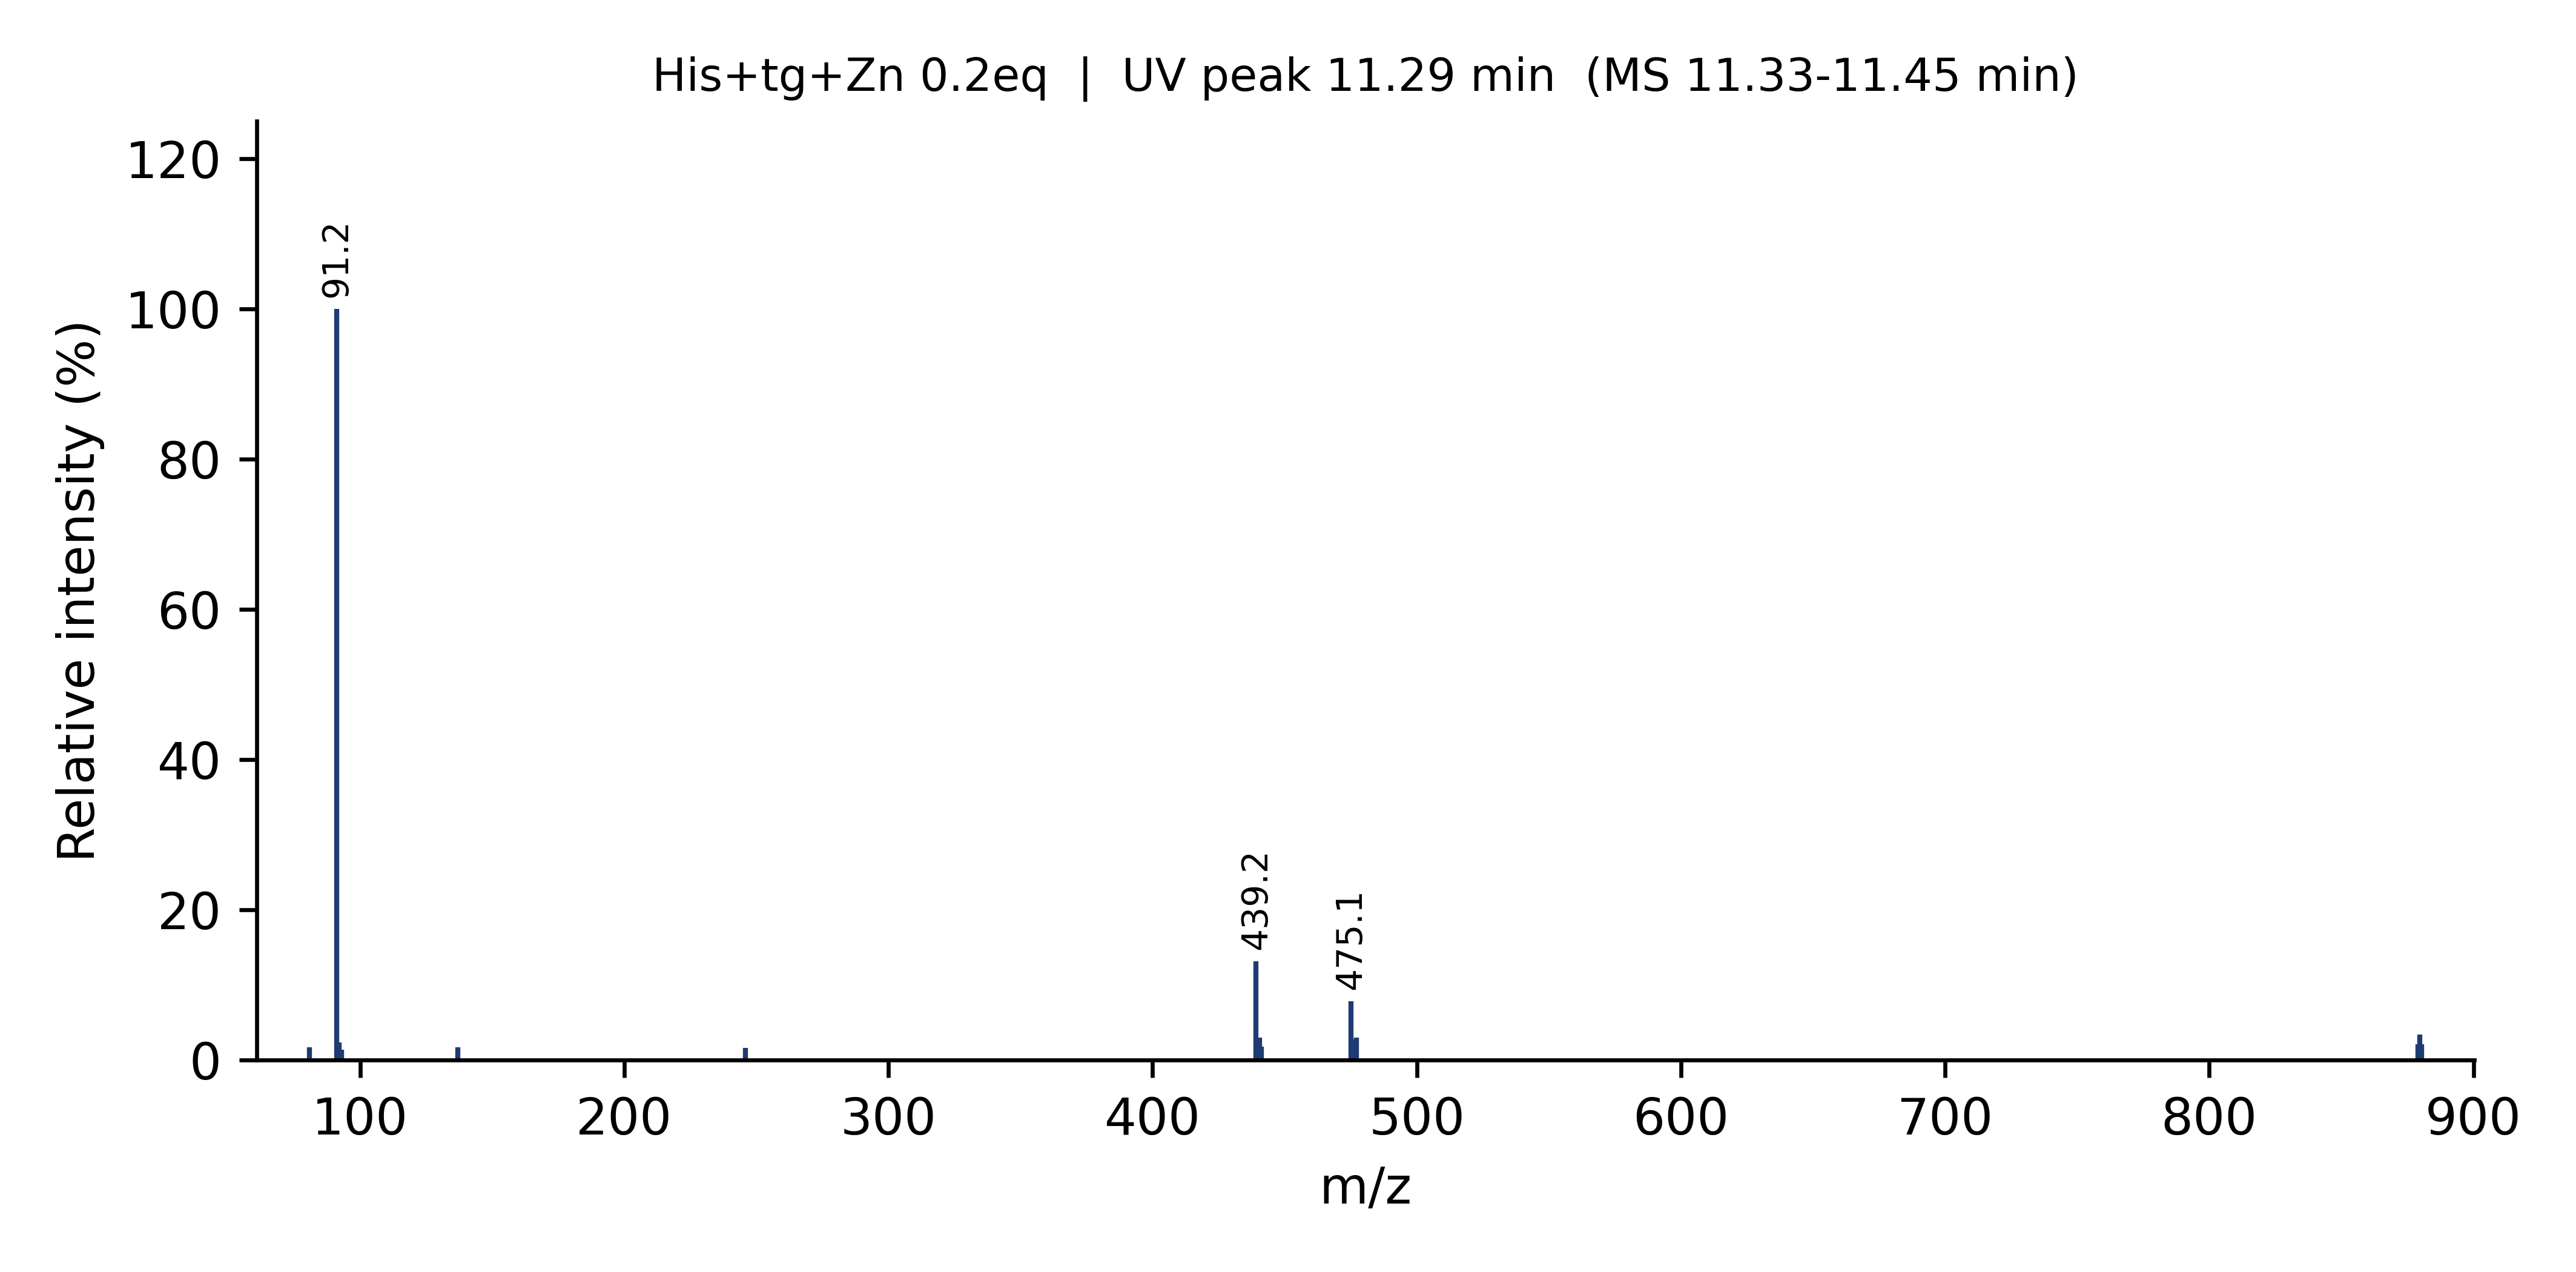 His+tg+Zn 0.2eq | UV peak 11.29 min (MS 11.33-11.45 min)
Relative intensity (%)
120
100
80
60
40
20
0
91.2
439.2
475.1
100 200 300 400 500 600 700 800 900
m/z